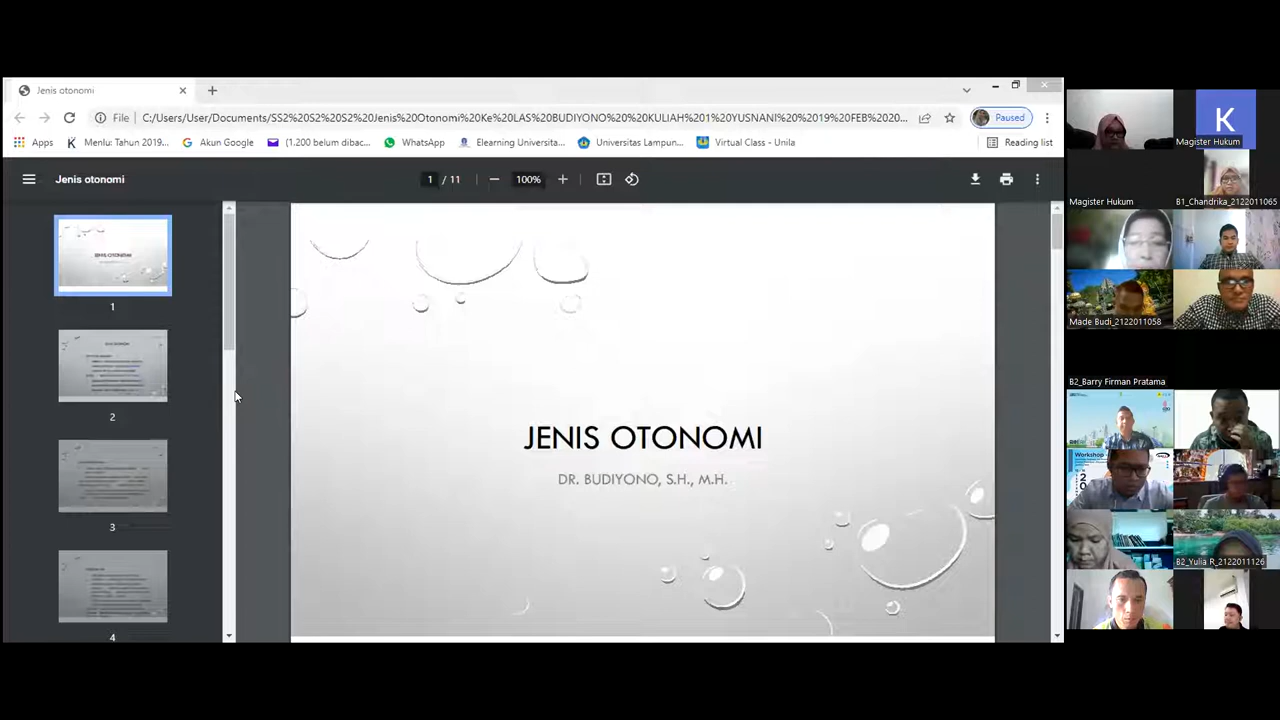 Jenis otonomi
File
C:/Users/User/Documents/SS2%20S2%20S2%20Jenis%20Otonomi%20Ke%20LAS%20BUDIYONO%20%20KULIAH%201%20YUSNANI%20%2019%20FEB%2020...
Paused
Apps
Menlu: Tahun 2019...
Akun Google
(1.200 belum dibac...
WhatsApp
Elearning Universita...
Universitas Lampun...
Virtual Class - Unila
Reading list
Jenis otonomi
1 / 11
100%
1
2
3
4
JENIS OTONOMI
DR. BUDIYONO, S.H., M.H.
K
Magister Hukum
Magister Hukum
B1_Chandrika_2122011065
Made Budi_2122011058
B2_Barry Firman Pratama
Workshop
B2_Yulia R_2122011126